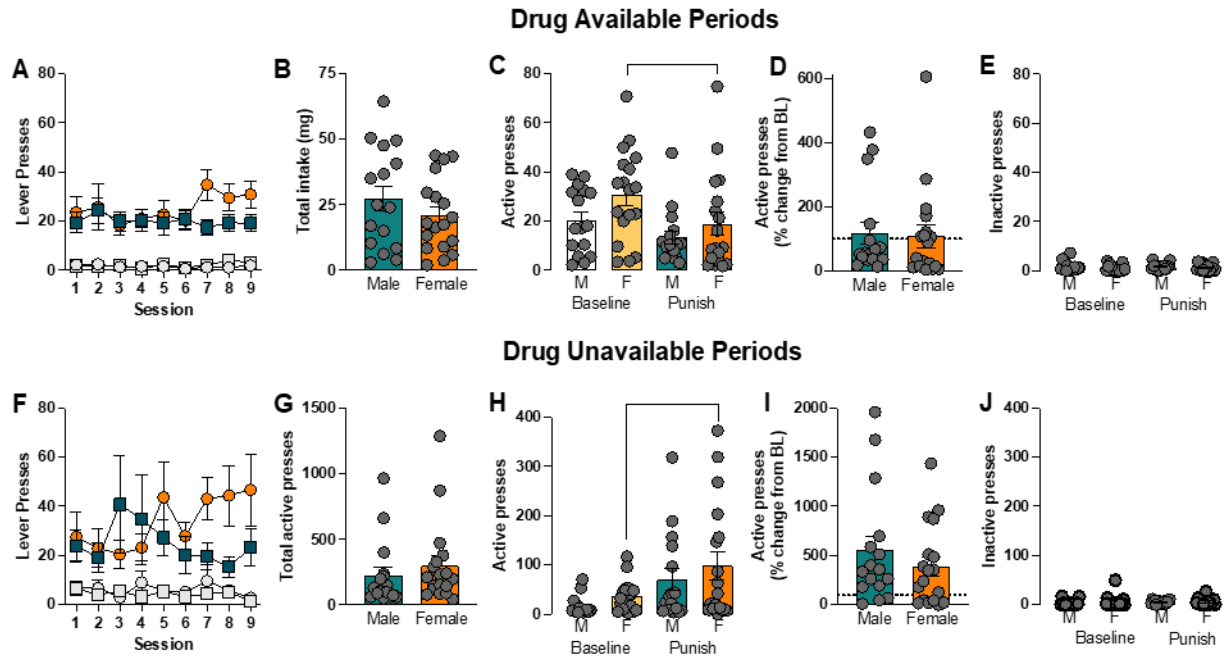 Drug Available Periods
A
80
60
40
20
0
Lever Presses
1 2 3 4 5 6 7 8 9
Session
B
75
50
25
0
Total intake (mg)
Male Female
C
80
60
40
20
0
Active presses
M F M F
Baseline Punish
D
600
400
200
0
Active presses
(% change from BL)
Male Female
E
80
60
40
20
0
Inactive presses
M F M F
Baseline Punish
Drug Unavailable Periods
F
80
60
40
20
0
Lever Presses
1 2 3 4 5 6 7 8 9
Session
G
1500
1000
500
0
Total active presses
Male Female
H
400
300
200
100
0
Active presses
M F M F
Baseline Punish
I
2000
1500
1000
500
0
Active presses
(% change from BL)
Male Female
J
400
300
200
100
0
Inactive presses
M F M F
Baseline Punish